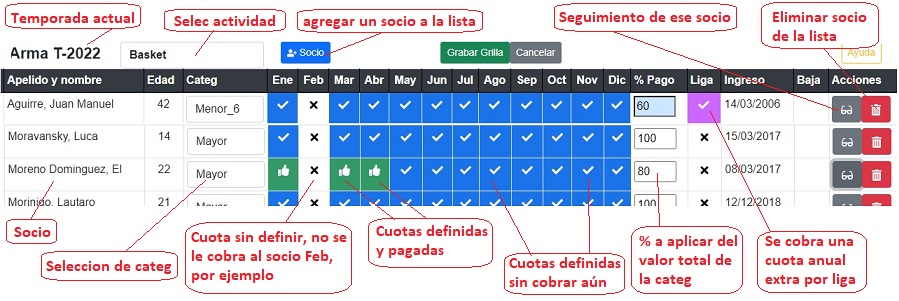 Temporada actual
Selec actividad
agregar un socio a la lista
Seguimiento de ese socio
Eliminar socio
de la lista
Arma T-2022
Basket
Socio
Grabar Grilla
Cancelar
Ayuda
Apellido y nombre Edad Categ Ene Feb Mar Abr May Jun Jul Ago Sep Oct Nov Dic % Pago Liga Ingreso Baja Acciones
Aguirre, Juan Manuel 42 Menor_6 60 14/03/2006
Moravansky, Luca 14 Mayor 100 15/03/2017
Moreno Dominguez, El 22 Mayor 80 08/03/2017
Morinigo, Lautaro 21 Mayor 100 12/12/2018
Socio
Seleccion de categ
Cuota sin definir, no se
le cobra al socio Feb,
por ejemplo
Cuotas definidas
y pagadas
Cuotas definidas
sin cobrar aún
% a aplicar del
valor total de
la categ
Se cobra una
cuota anual
extra por liga